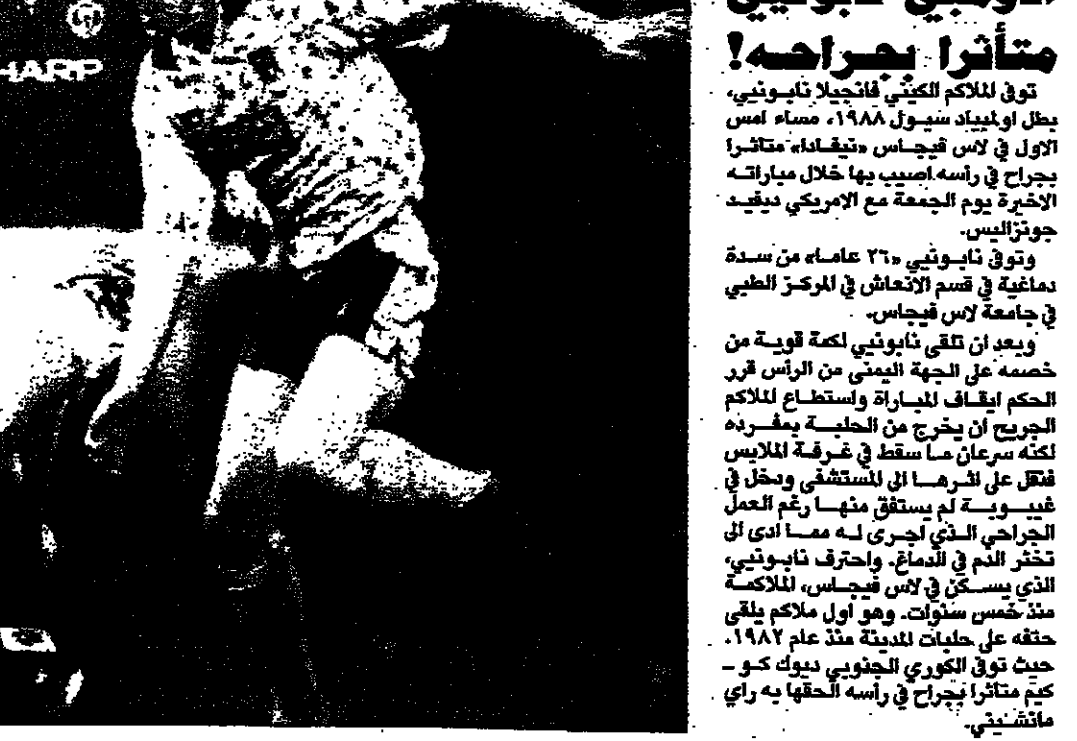 HARP
متأثرا بجراحه!
توفي الملاكم الكيني فانجيلا نابونيي،
بطل اولمبياد سيول ١٩٨٨، مساء امس
الاول في لاس فيجاس «نيفادا» متأثرا
بجراح في رأسه اصيب بها خلال مباراته
الاخيرة يوم الجمعة مع الامريكي ديفيد
جونزاليس.
وتوفي نابونيي «٢٦ عاما» من سدة
دماغية في قسم الانعاش في المركز الطبي
في جامعة لاس فيجاس.
وبعد ان تلقى نابونيي لكمة قوية من
خصمه على الجهة اليمنى من الرأس قرر
الحكم ايقاف المباراة واستطاع الملاكم
الجريح ان يخرج من الحلبة بمفرده
لكنه سرعان ما سقط في غرفة الملابس
فنقل على اثرها الى المستشفى ودخل في
غيبوبة لم يستفق منها رغم العمل
الجراحي الذي اجرى له مما ادى الى
تخثر الدم في الدماغ. واحترف نابونيي،
الذي يسكن في لاس فيجاس، الملاكمة
منذ خمس سنوات. وهو اول ملاكم يلقى
حتفه على حلبات المدينة منذ عام ١٩٨٢،
حيث توفي الكوري الجنوبي ديوك كو -
كيم متأثرا بجراح في رأسه الحقها به راي
مانشيني.